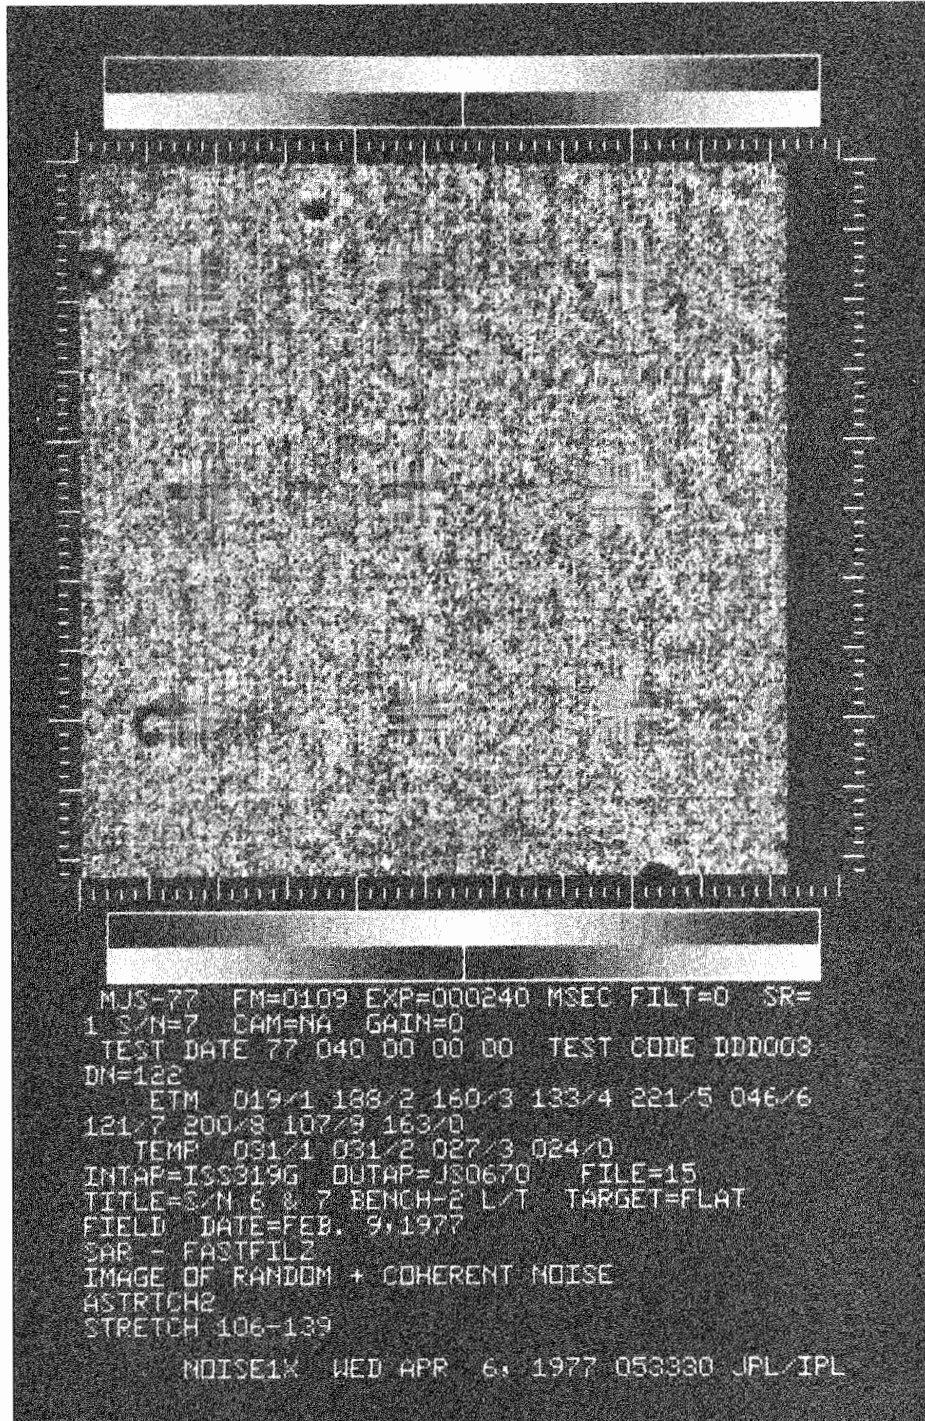 MJS-77 FM=0109 EXP=000240 MSEC FILT=0 SR=
1 S/N=7 CAM=NA GAIN=0
TEST DATE 77 040 00 00 00 TEST CODE DDD003
DM=122
ETM 019/1 188/2 160/3 133/4 221/5 046/6
121/7 200/8 107/9 163/0
TEMP 031/1 031/2 027/3 024/0
INTAP=ISS319G OUTAP=JS0670 FILE=15
TITLE=S/N 6 & 7 BENCH-2 L/T TARGET=FLAT
FIELD DATE=FEB. 9,1977
SAR - FASTFIL2
IMAGE OF RANDOM + COHERENT NOISE
ASTRTCH2
STRETCH 106-139
NOISE1X WED APR 6, 1977 053330 JPL/IPL